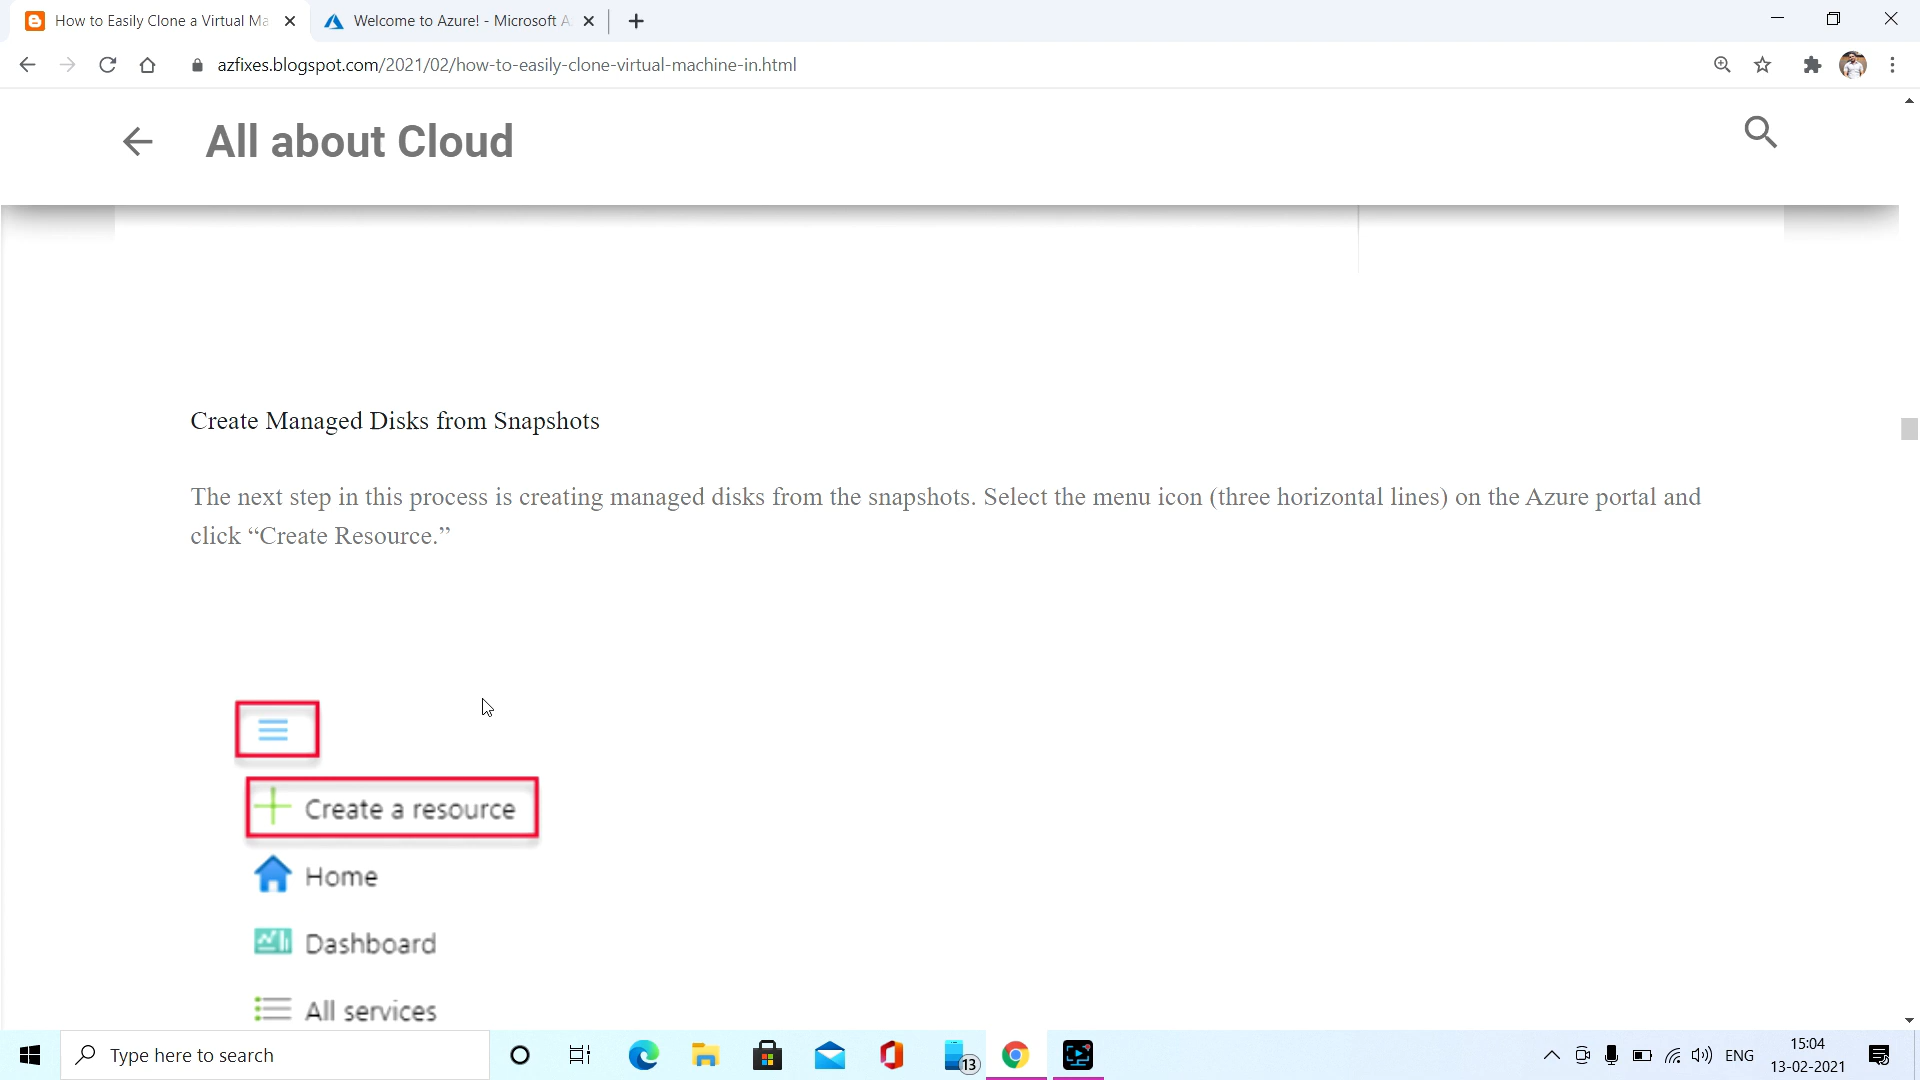 How to Easily Clone a Virtual Ma
Welcome to Azure! - Microsoft A
azfixes.blogspot.com/2021/02/how-to-easily-clone-virtual-machine-in.html
All about Cloud
Create Managed Disks from Snapshots
The next step in this process is creating managed disks from the snapshots. Select the menu icon (three horizontal lines) on the Azure portal and
click “Create Resource.”
Create a resource
Home
Dashboard
All services
Type here to search
13
ENG
15:04
13-02-2021